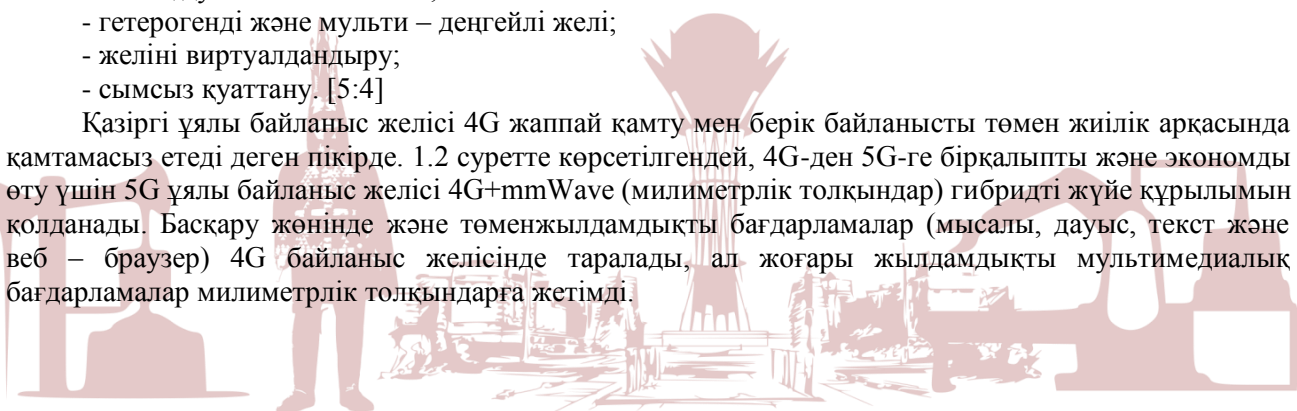 - гетерогенді және мульти – деңгейлі желі;
- желіні виртуалдандыру;
- сымсыз қуаттану. [5:4]
Қазіргі ұялы байланыс желісі 4G жаппай қамту мен берік байланысты төмен жиілік арқасында
қамтамасыз етеді деген пікірде. 1.2 суретте көрсетілгендей, 4G-ден 5G-ге бірқалыпты және экономды
өту үшін 5G ұялы байланыс желісі 4G+mmWave (милиметрлік толқындар) гибридті жүйе құрылымын
қолданады. Басқару жөнінде және төменжылдамдықты бағдарламалар (мысалы, дауыс, текст және
веб – браузер) 4G байланыс желісінде таралады, ал жоғары жылдамдықты мультимедиалық
бағдарламалар милиметрлік толқындарға жетімді.